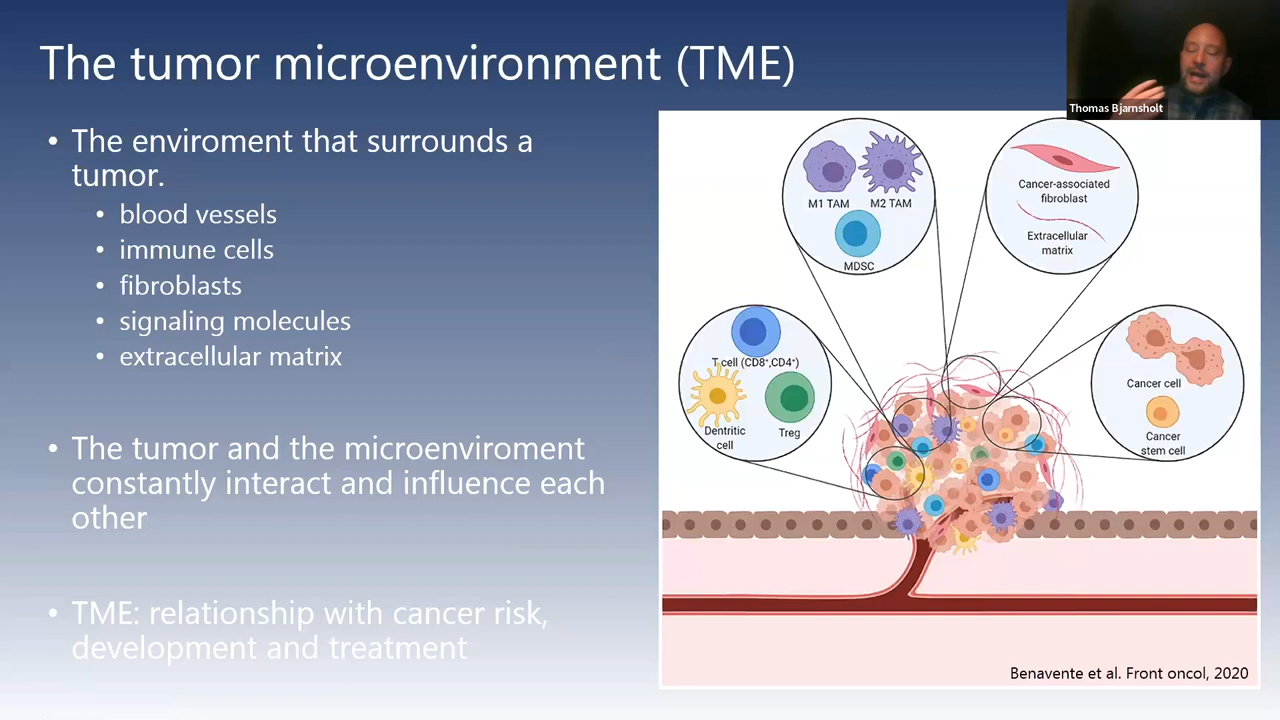 The tumor microenvironment (TME)
Thomas Bjarnsholt
• The enviroment that surrounds a
tumor.
• blood vessels
• immune cells
• fibroblasts
• signaling molecules
• extracellular matrix
• The tumor and the microenviroment
constantly interact and influence each
other
• TME: relationship with cancer risk,
development and treatment
M1 TAM
M2 TAM
MDSC
Cancer-associated
fibroblast
Extracellular
matrix
T cell (CD8⁺,CD4⁺)
Dentritic
cell
Treg
Cancer cell
Cancer
stem cell
Benavente et al. Front oncol, 2020